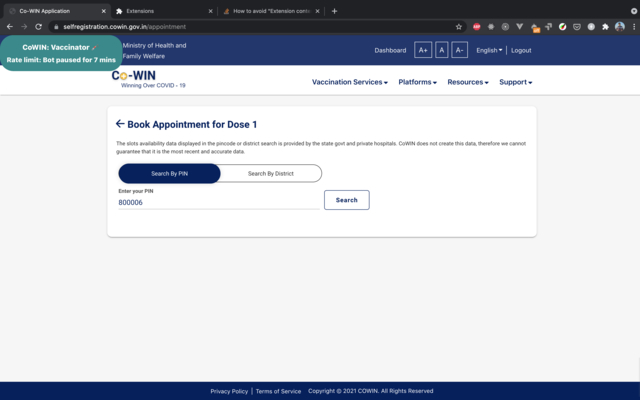 Co-WIN Application
Extensions
How to avoid "Extension conte
selfregistration.cowin.gov.in/appointment
CoWIN: Vaccinator
Rate limit: Bot paused for 7 mins
Ministry of Health and
Family Welfare
Dashboard A+ A A- English Logout
Co-WIN
Winning Over COVID - 19
Vaccination Services Platforms Resources Support
Book Appointment for Dose 1
The slots availability data displayed in the pincode or district search is provided by the state govt and private hospitals. CoWIN does not create this data, therefore we cannot
guarantee that it is the most recent and accurate data.
Search By PIN Search By District
Enter your PIN
800006
Search
Privacy Policy | Terms of Service Copyright © 2021 COWIN. All Rights Reserved